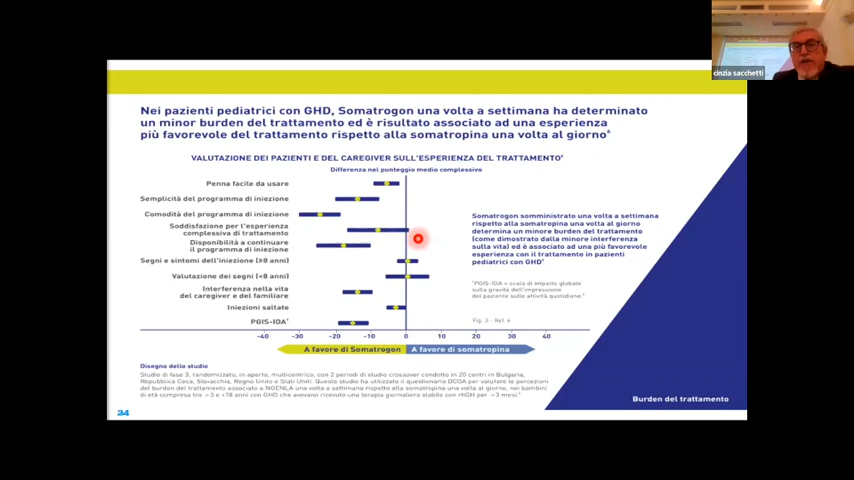 cinzia sacchetti
Nei pazienti pediatrici con GHD, Somatrogon una volta a settimana ha determinato
un minor burden del trattamento ed è risultato associato ad una esperienza
più favorevole del trattamento rispetto alla somatropina una volta al giorno⁶
VALUTAZIONE DEI PAZIENTI E DEL CAREGIVER SULL'ESPERIENZA DEL TRATTAMENTO⁶
Differenza nel punteggio medio complessivo
Penna facile da usare
Semplicità del programma di iniezione
Comodità del programma di iniezione
Soddisfazione per l'esperienza
complessiva di trattamento
Disponibilità a continuare
il programma di iniezione
Segni e sintomi dell'iniezione (≥8 anni)
Valutazione dei segni (<8 anni)
Interferenza nella vita
del caregiver e del familiare
Iniezioni saltate
PGIS-IDA*
-40 -30 -20 -10 0 10 20 30 40
A favore di Somatrogon A favore di somatropina
Somatrogon somministrato una volta a settimana
rispetto alla somatropina una volta al giorno
determina un minore burden del trattamento
(come dimostrato dalla minore interferenza
sulla vita) ed è associato ad una più favorevole
esperienza con il trattamento in pazienti
pediatrici con GHD⁶
*PGIS-IDA = scala di impatto globale
sulla gravità dell'impressione
del paziente sulle attività quotidiane.⁶
Fig. 3 - Ref. 6
Disegno dello studio
Studio di fase 3, randomizzato, in aperto, multicentrico, con 2 periodi di studio crossover condotto in 20 centri in Bulgaria,
Repubblica Ceca, Slovacchia, Regno Unito e Stati Uniti. Questo studio ha utilizzato il questionario DCOA per valutare le percezioni
del burden del trattamento associato a NGENLA una volta a settimana rispetto alla somatropina una volta al giorno, nei bambini
di età compresa tra ≥3 e <18 anni con GHD che avevano ricevuto una terapia giornaliera stabile con rhGH per ≥3 mesi.⁶
Burden del trattamento
34